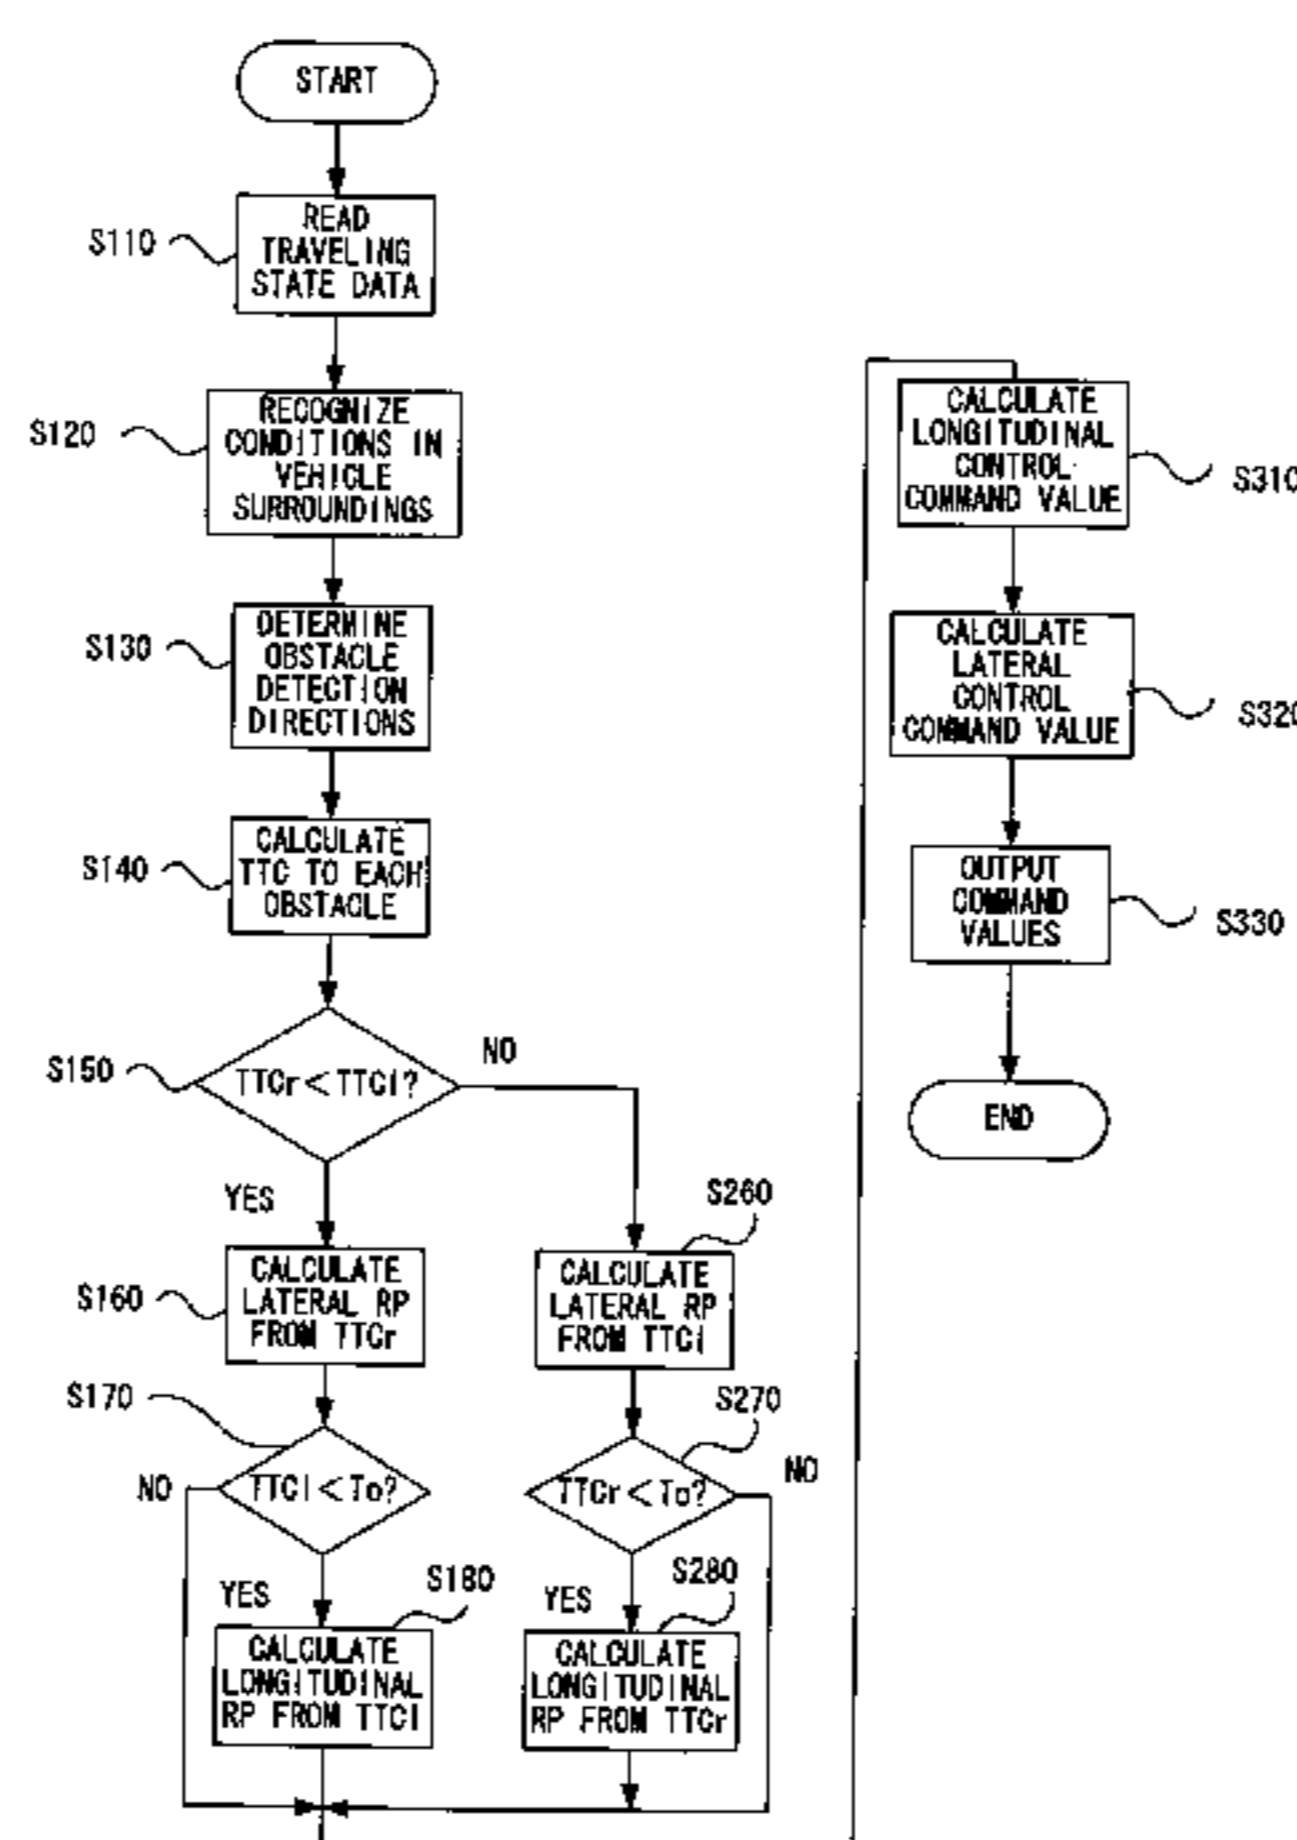 START
S110
READ
TRAVELING
STATE DATA
S120
RECOGNIZE
CONDITIONS IN
VEHICLE
SURROUNDINGS
S130
DETERMINE
OBSTACLE
DETECTION
DIRECTIONS
S140
CALCULATE
TTC TO EACH
OBSTACLE
S150
TTCr<TTCl?
NO
YES
S160
CALCULATE
LATERAL RP
FROM TTCr
S170
TTCl<To?
NO
YES
S180
CALCULATE
LONGITUDINAL
RP FROM TTCl
S260
CALCULATE
LATERAL RP
FROM TTCl
S270
TTCr<To?
NO
YES
S280
CALCULATE
LONGITUDINAL
RP FROM TTCr
CALCULATE
LONGITUDINAL
CONTROL
COMMAND VALUE
S310
CALCULATE
LATERAL
CONTROL
COMMAND VALUE
S320
OUTPUT
COMMAND
VALUES
S330
END